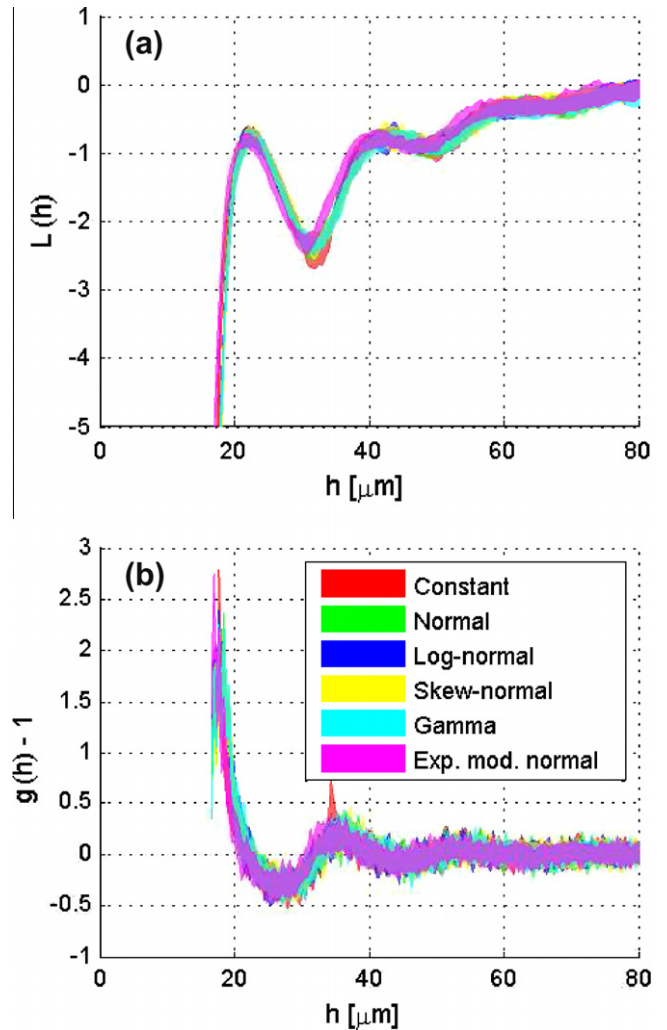 (a)
1
0
-1
-2
-3
-4
-5
L (h)
0 20 40 60 80
h [μm]
(b)
3
2.5
2
1.5
1
0.5
0
-0.5
-1
g (h) - 1
Constant
Normal
Log-normal
Skew-normal
Gamma
Exp. mod. normal
0 20 40 60 80
h [μm]